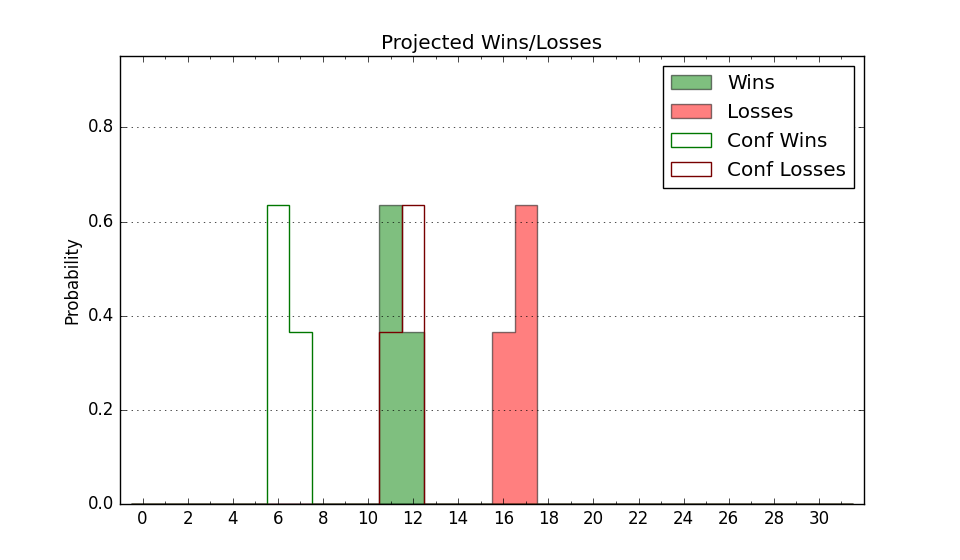 Projected Wins/Losses
Wins
Losses
Conf Wins
Conf Losses
Probability
0.8
0.6
0.4
0.2
0.0
0 2 4 6 8 10 12 14 16 18 20 22 24 26 28 30